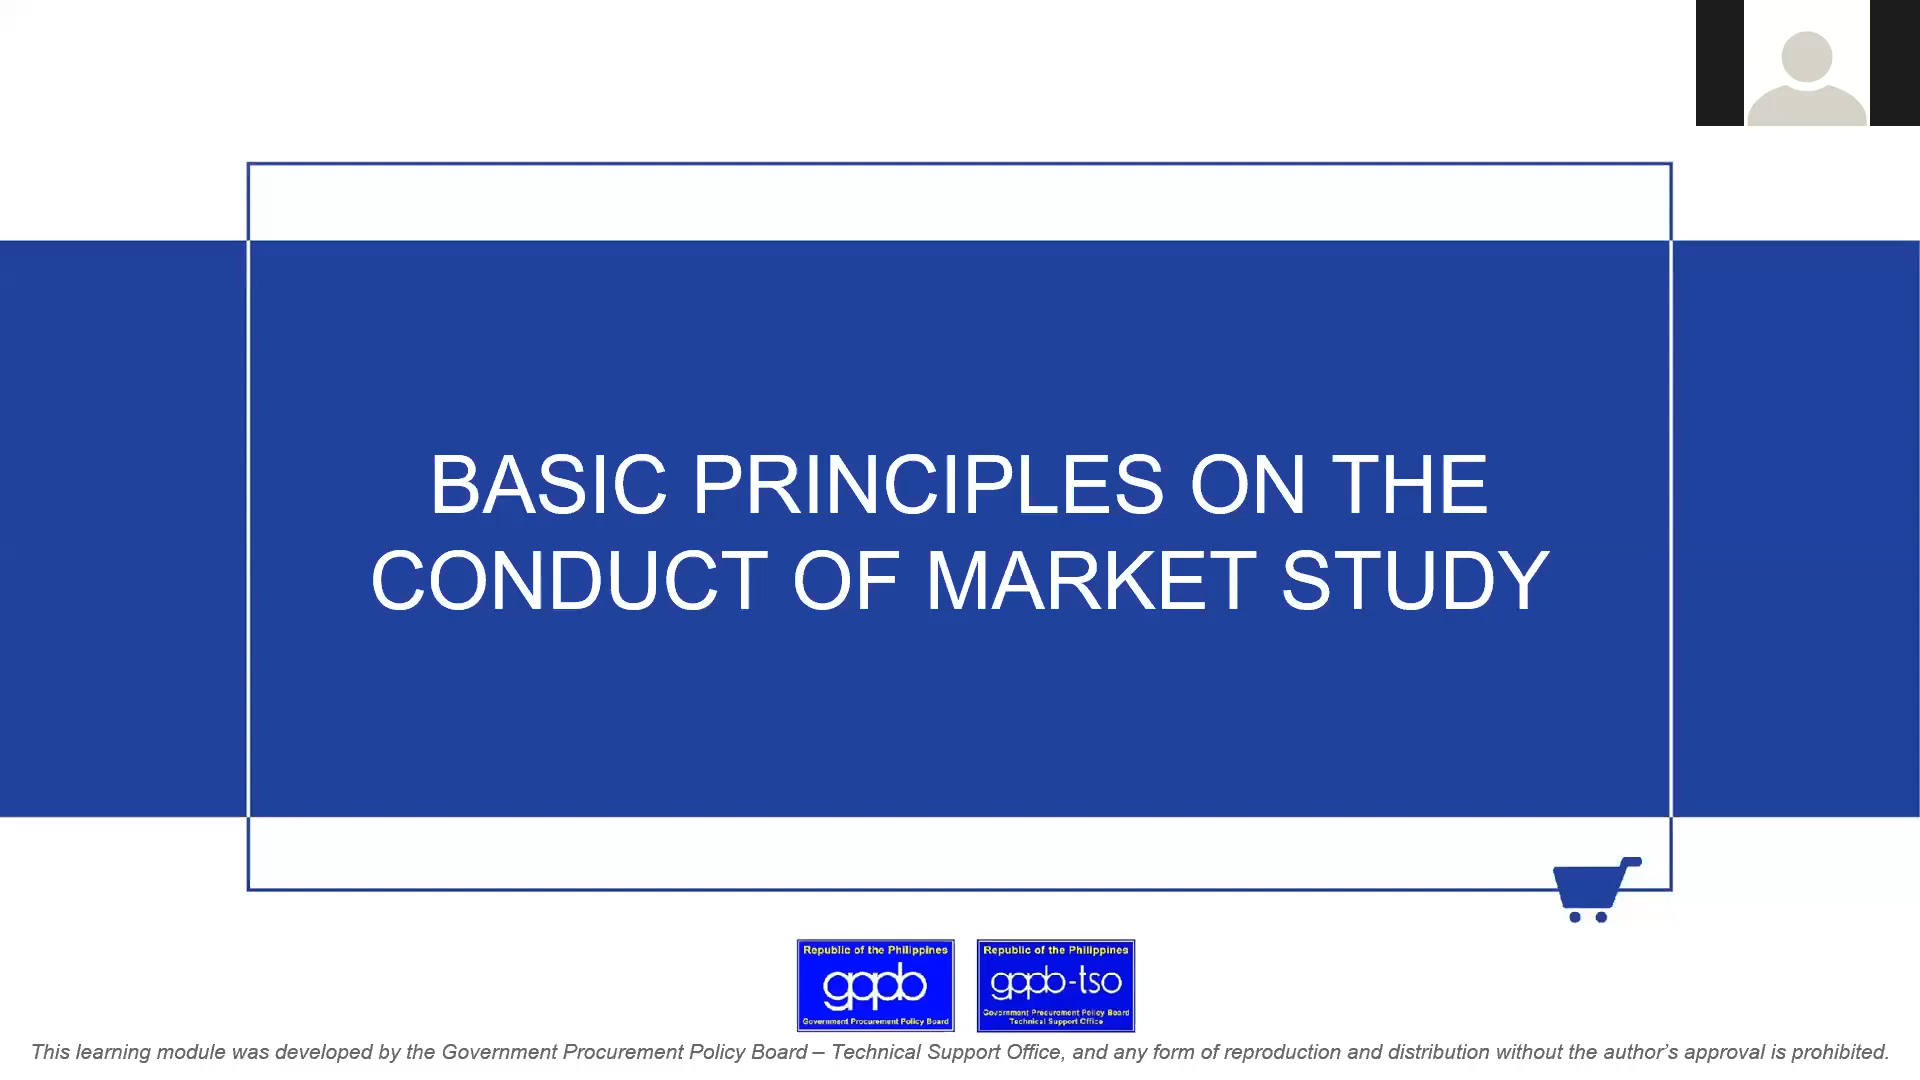 BASIC PRINCIPLES ON THE
CONDUCT OF MARKET STUDY
Republic of the Philippines
gppb
Government Procurement Policy Board
Republic of the Philippines
gppb-tso
Government Procurement Policy Board
Technical Support Office
This learning module was developed by the Government Procurement Policy Board – Technical Support Office, and any form of reproduction and distribution without the author's approval is prohibited.